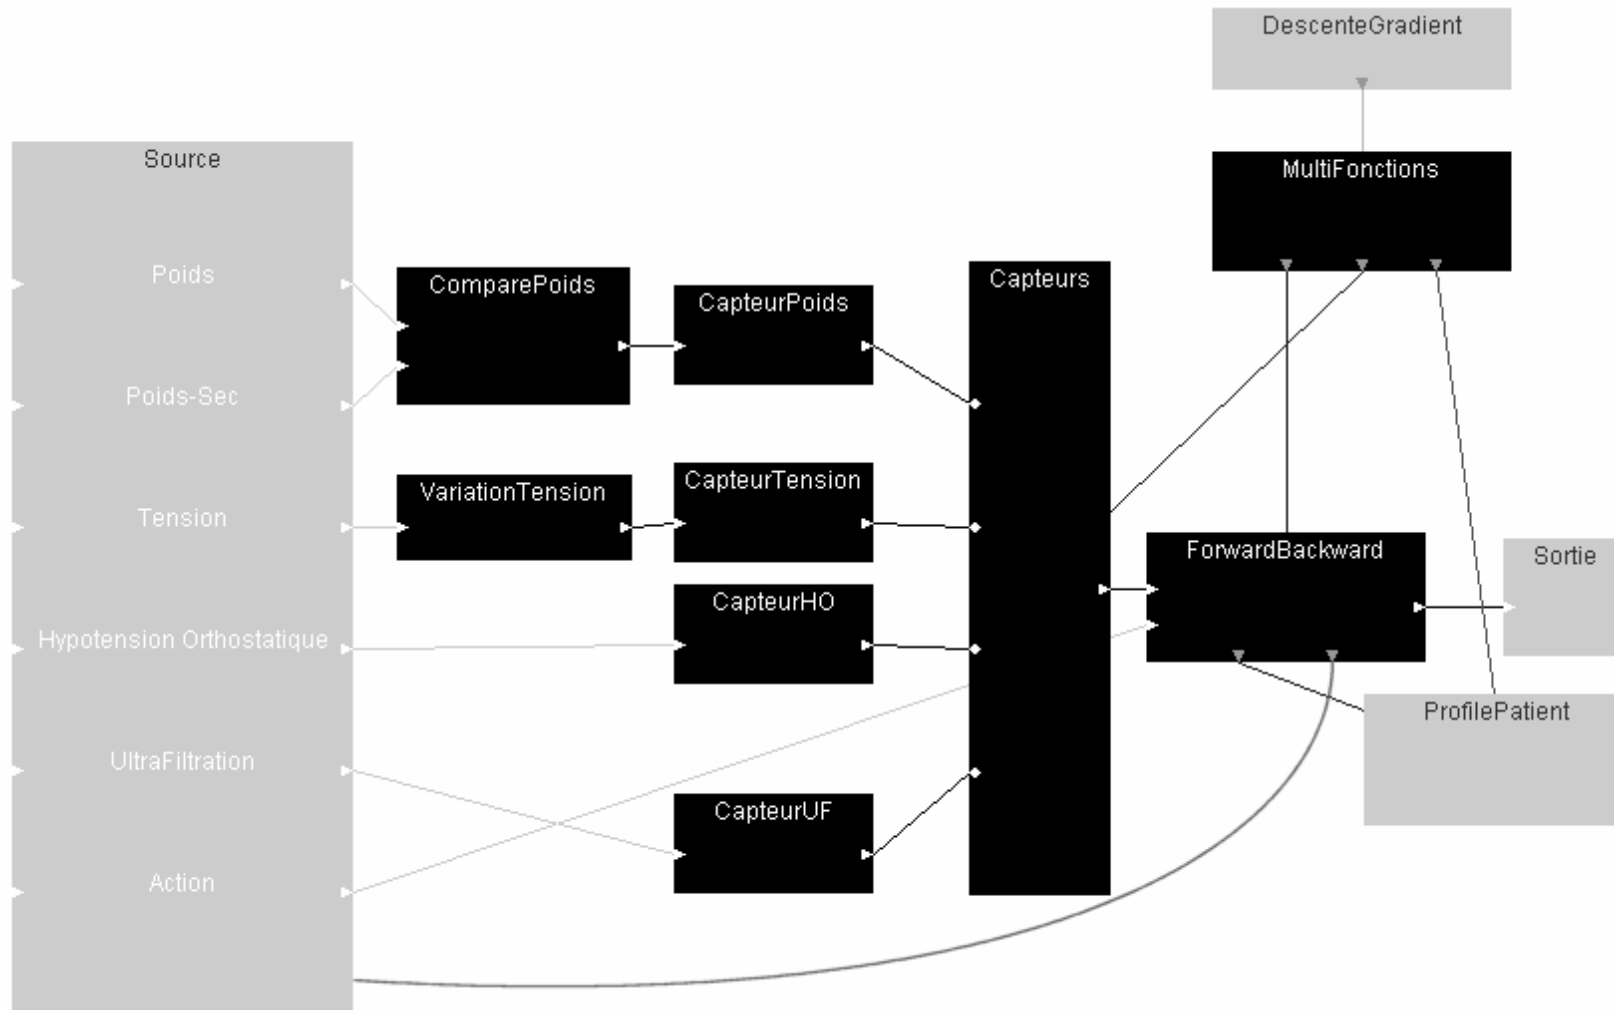 DescenteGradient
MultiFonctions
Source
Poids
Poids-Sec
Tension
Hypotension Orthostatique
UltraFiltration
Action
ComparePoids
VariationTension
CapteurPoids
CapteurTension
CapteurHO
CapteurUF
Capteurs
ForwardBackward
Sortie
ProfilePatient